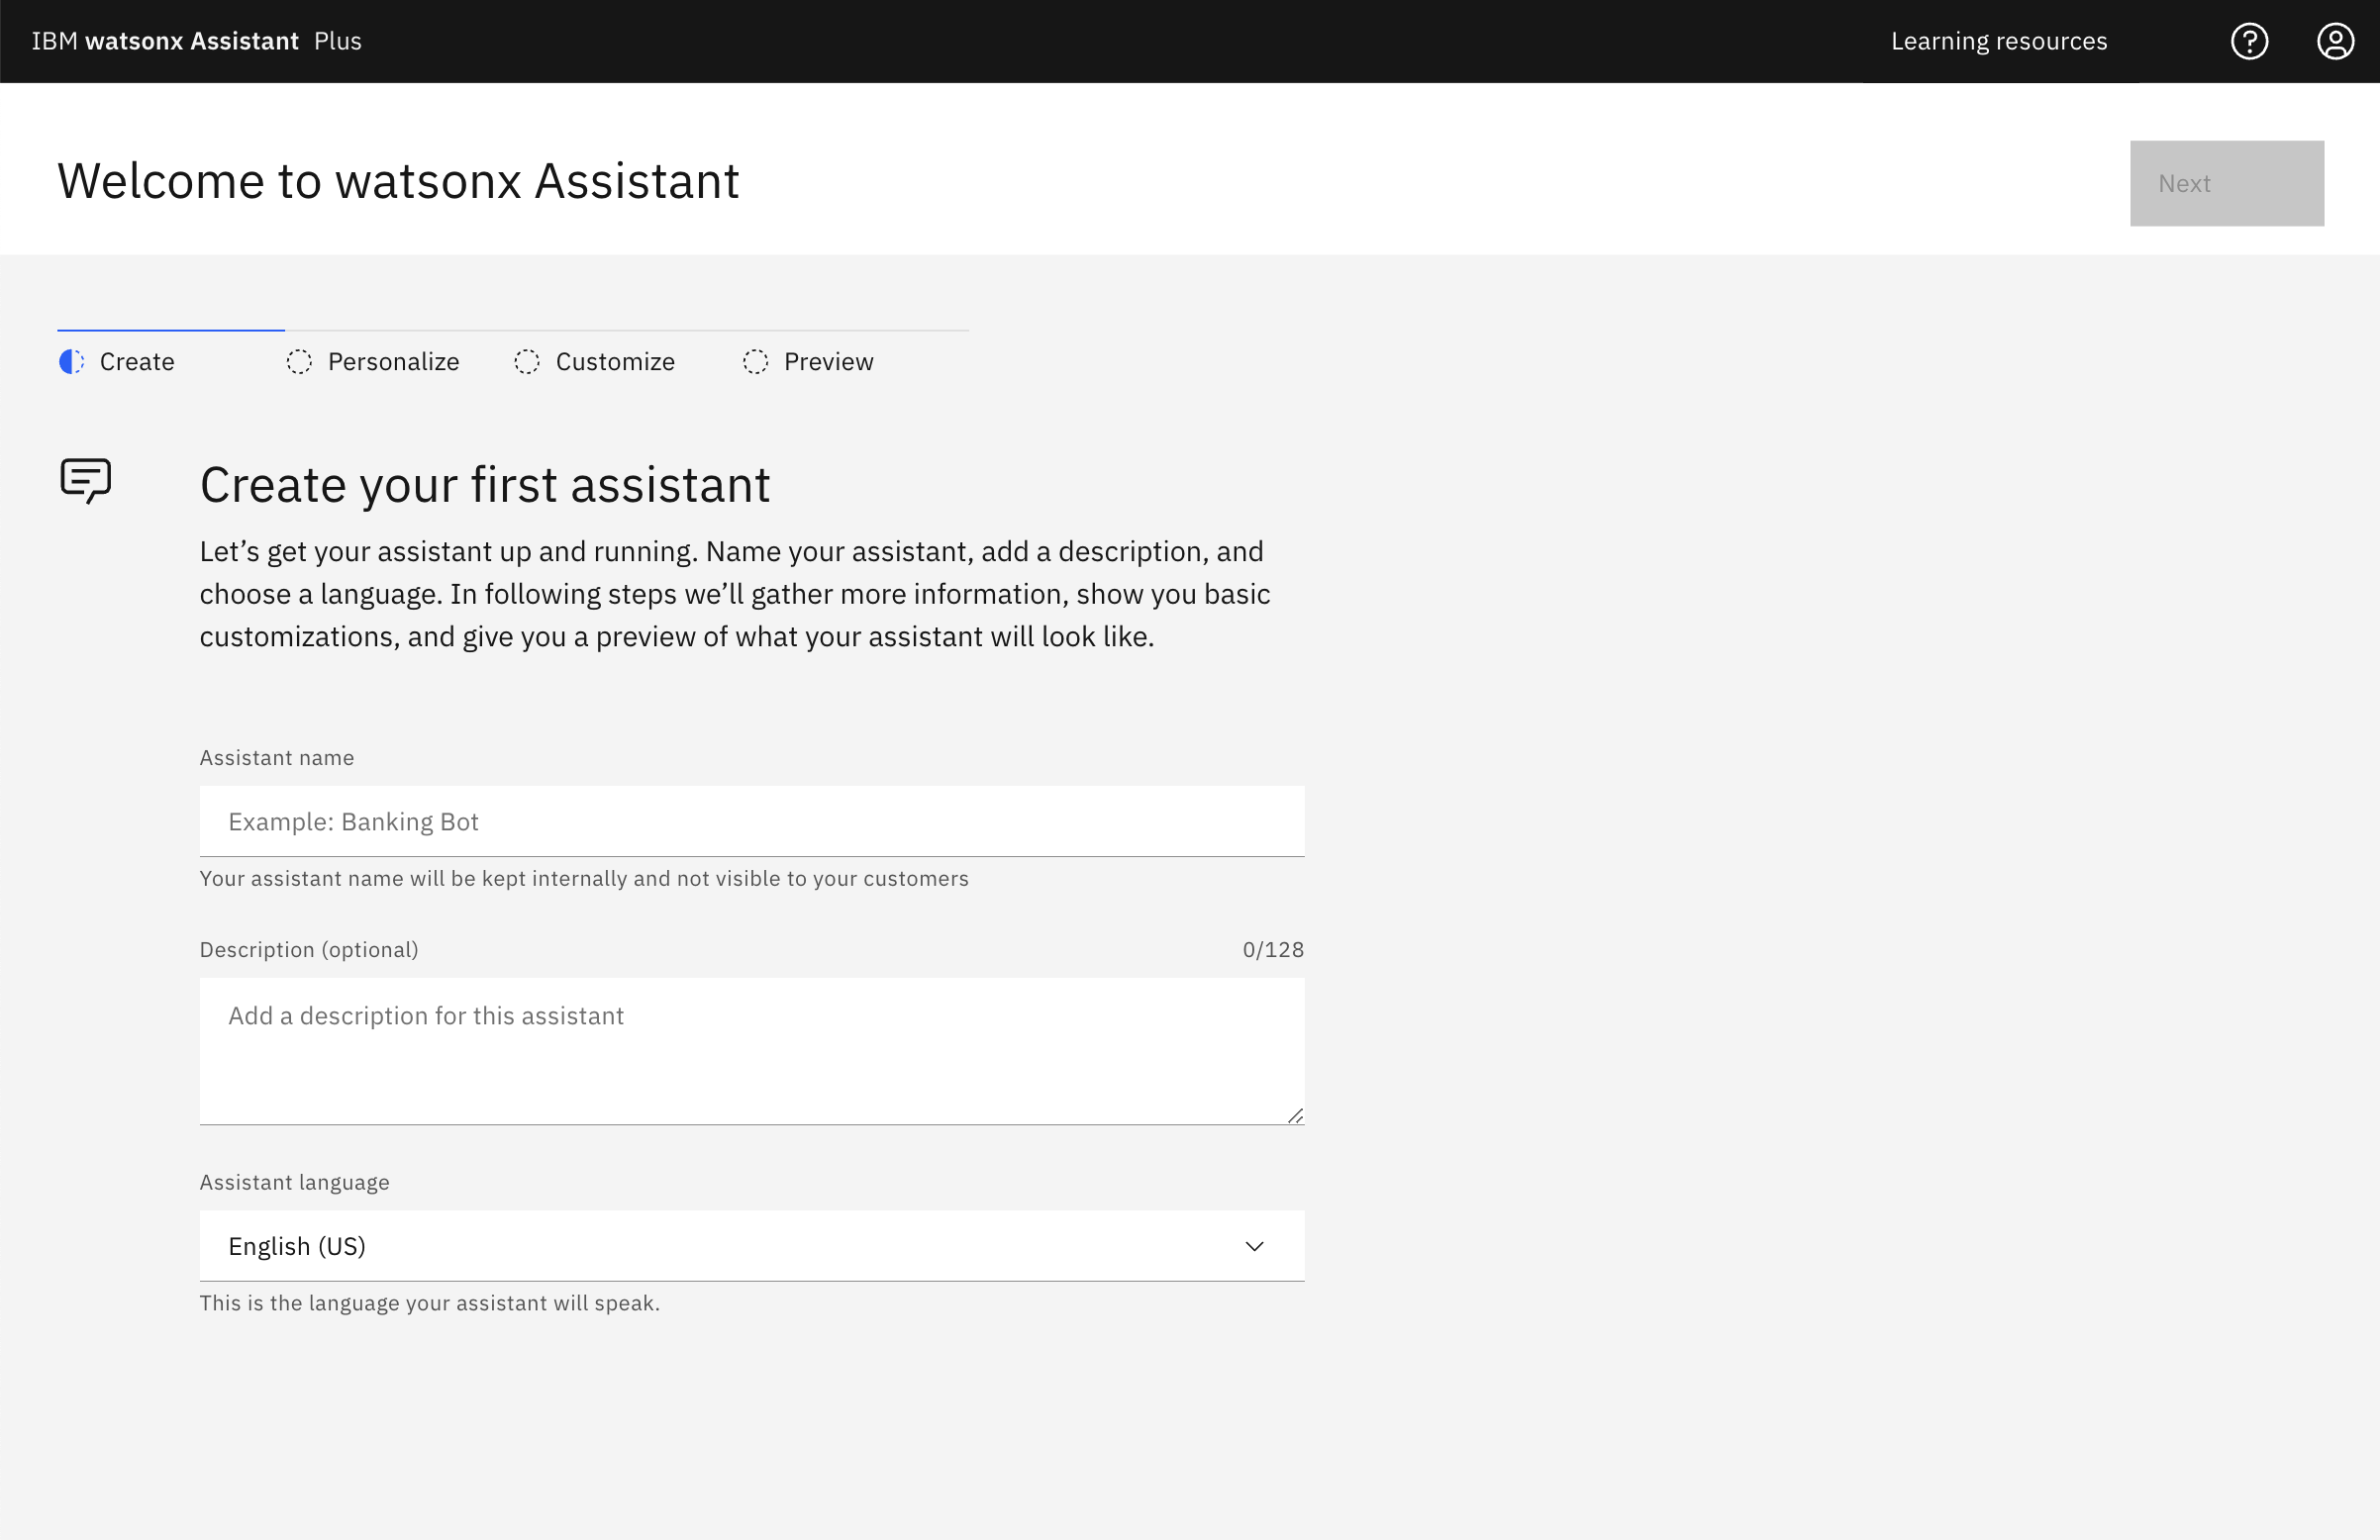 IBM watsonx Assistant Plus
Learning resources
Welcome to watsonx Assistant
Next
Create
Personalize
Customize
Preview
Create your first assistant
Let’s get your assistant up and running. Name your assistant, add a description, and
choose a language. In following steps we’ll gather more information, show you basic
customizations, and give you a preview of what your assistant will look like.
Assistant name
Example: Banking Bot
Your assistant name will be kept internally and not visible to your customers
Description (optional)
0/128
Add a description for this assistant
Assistant language
English (US)
This is the language your assistant will speak.